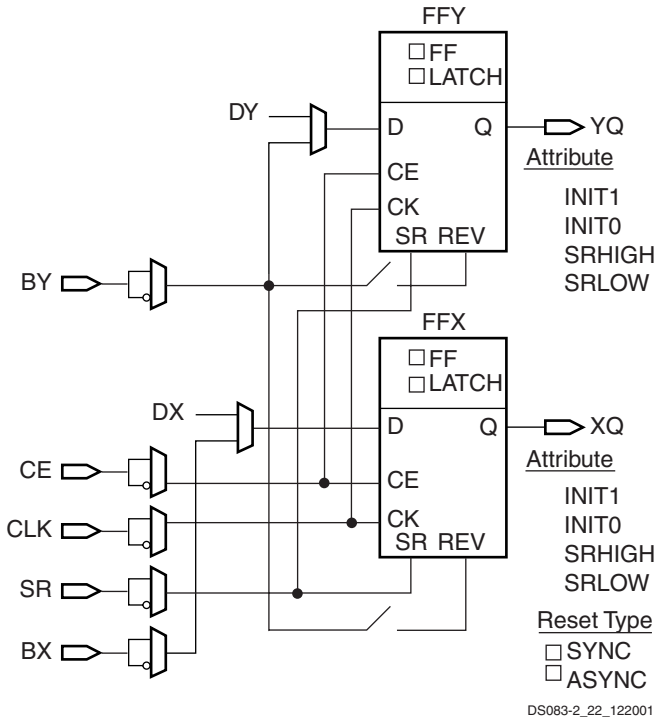 FFY
FF
LATCH
DY
D
Q
YQ
CE
CK
SR REV
Attribute
INIT1
INIT0
SRHIGH
SRLOW
BY
FFX
FF
LATCH
DX
D
Q
XQ
CE
CE
CLK
CK
SR REV
Attribute
INIT1
INIT0
SRHIGH
SRLOW
SR
BX
Reset Type
SYNC
ASYNC
DS083-2_22_122001